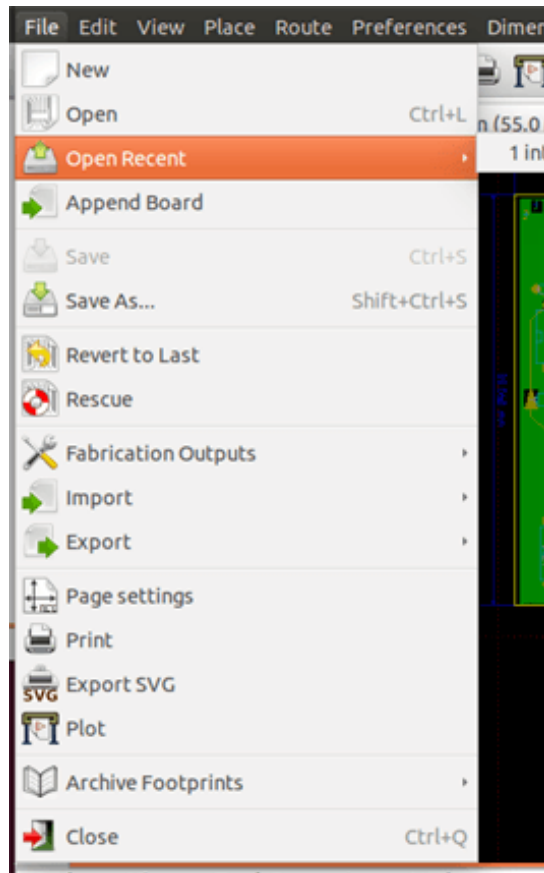 File Edit View Place Route Preferences
New
Open Ctrl+L
n (55.0
Open Recent
1 in
Append Board
Save Ctrl+S
Save As... Shift+Ctrl+S
Revert to Last
Rescue
Fabrication Outputs
Import
Export
Page settings
Print
Export SVG
SVG
Plot
Archive Footprints
Close Ctrl+Q